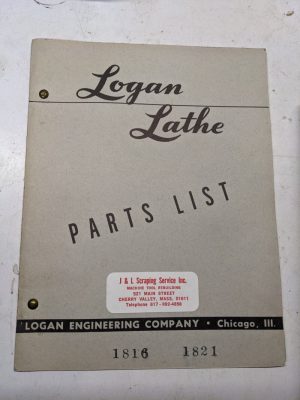 Logan
Lathe
PARTS LIST
J & L Scraping Service Inc.
MACHINE TOOL REBUILDING
521 MAIN STREET
CHERRY VALLEY, MASS. 01611
LOGAN ENGINEERING COMPANY • Chicago, Ill.
1816 1821